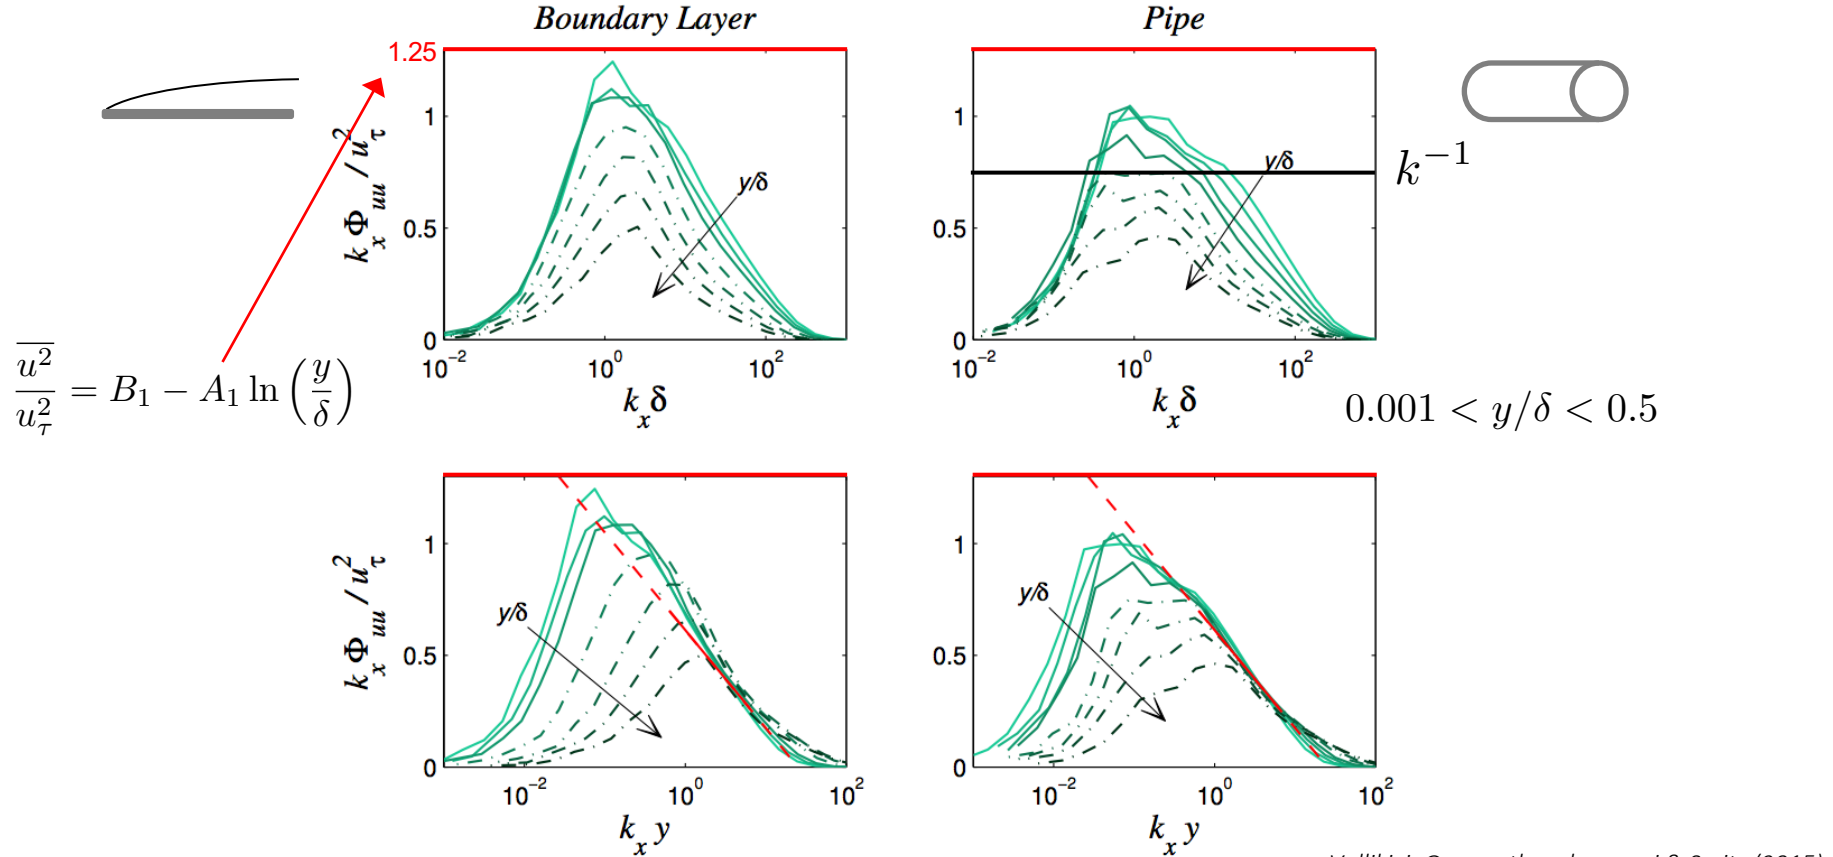 Boundary Layer
Pipe
1.25
1
0.5
0
k_x Φ_uu / u_τ^2
y/δ
10^-2 10^0 10^2
k_x δ
1
0.5
0
y/δ
10^-2 10^0 10^2
k_x δ
k^{-1}
\frac{\overline{u^2}}{u_τ^2} = B_1 − A_1 ln (y/δ)
0.001 < y/δ < 0.5
1
0.5
0
k_x Φ_uu / u_τ^2
y/δ
10^-2 10^0 10^2
k_x y
1
0.5
0
y/δ
10^-2 10^0 10^2
k_x y
(2015)